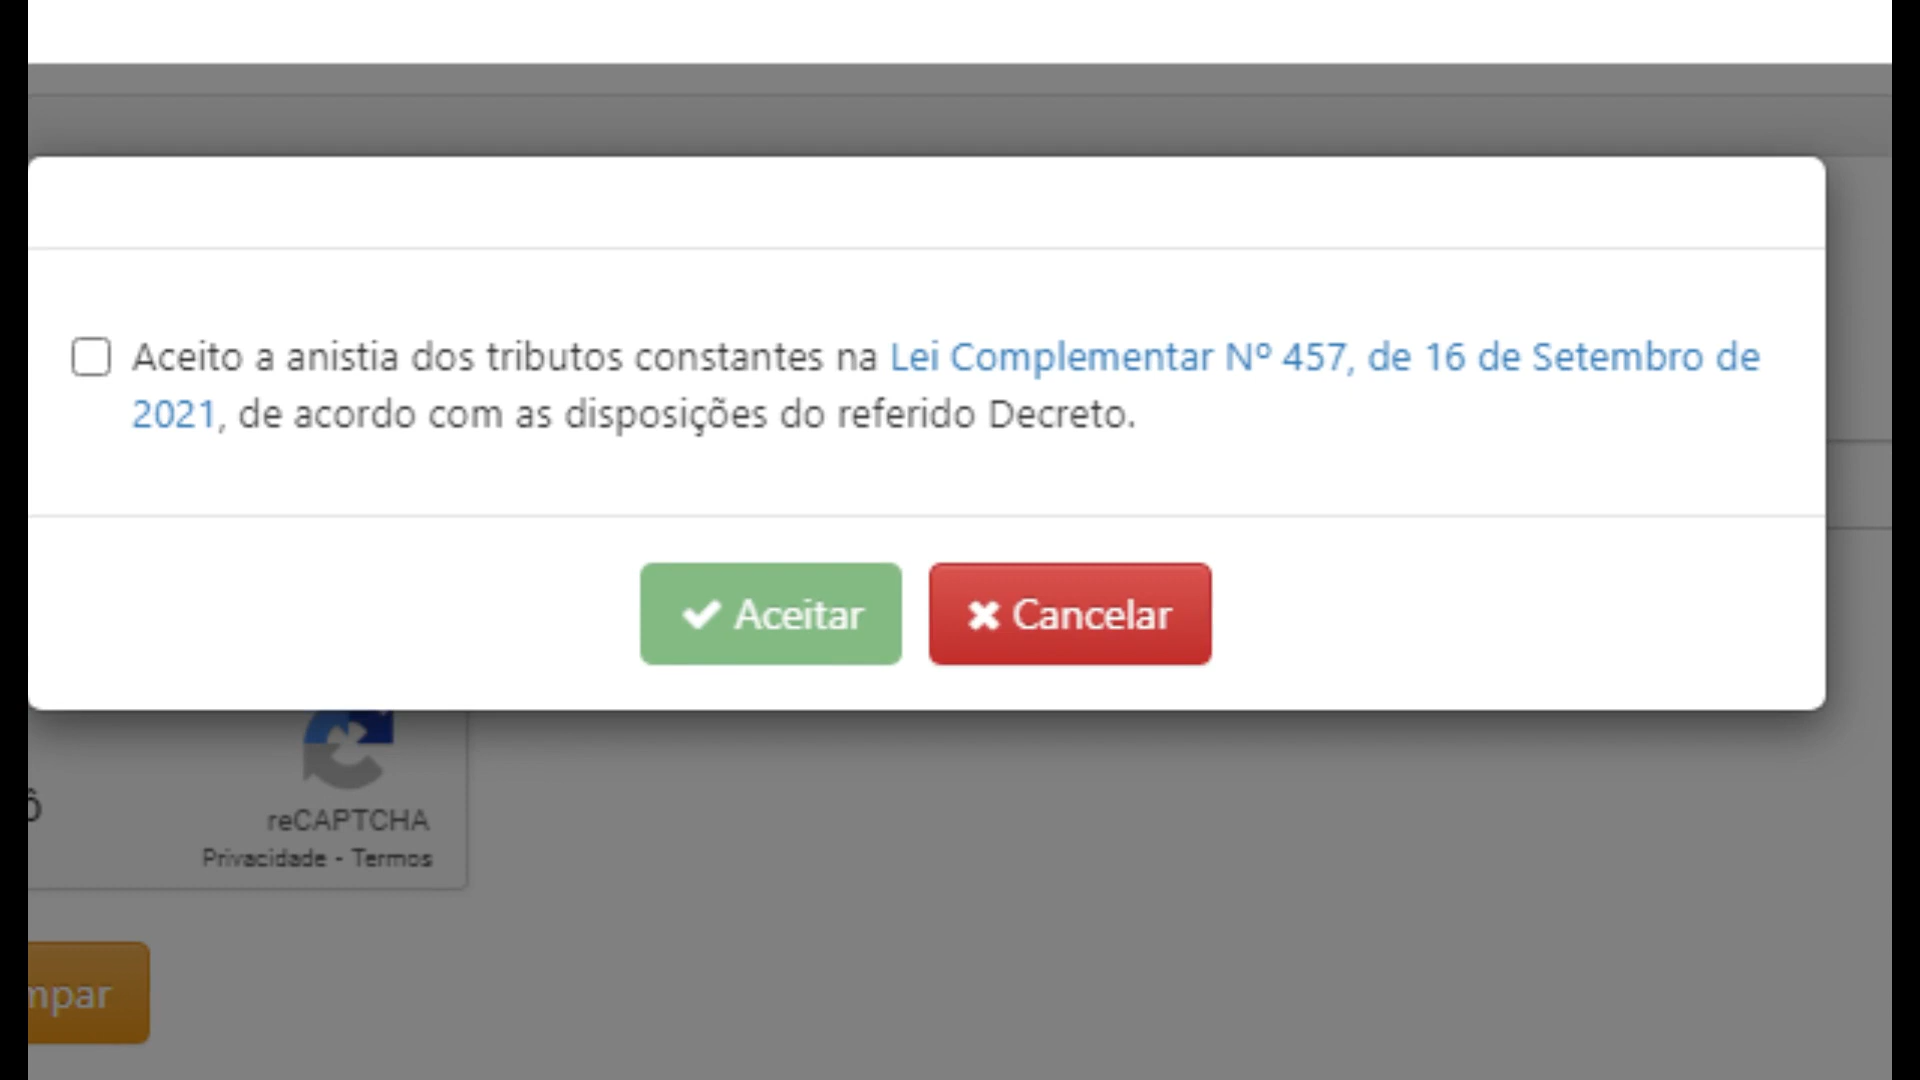 Aceito a anistia dos tributos constantes na Lei Complementar Nº 457, de 16 de Setembro de
2021, de acordo com as disposições do referido Decreto.
Aceitar Cancelar
reCAPTCHA
Privacidade - Termos